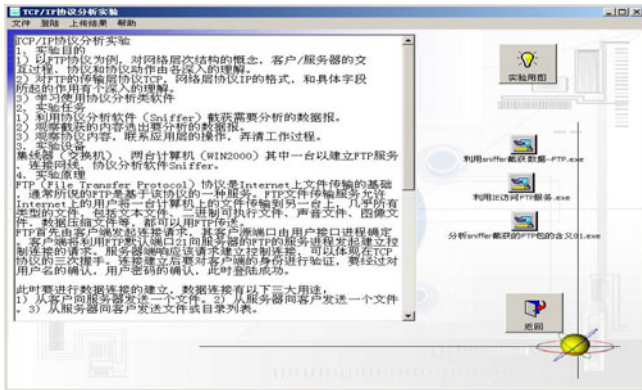 TCP/IP协议分析实验
文件 登陆 上传结果 帮助
TCP/IP协议分析实验
1. 实验目的
1) 以FTP协议为例，对网络层次结构的概念，客户/服务器的交
互过程，协议和协议动作由各深入的理解。
2) 对FTP的传输层协议TCP，网络层协议IP的格式，和具体字段
所起的作用有个深入的理解。
3) 学习使用协议分析类软件
2. 实验任务
1) 利用协议分析软件（Sniffer）截获需要分析的数据报。
2) 观察截获的内容选出要分析的数据报。
3) 观察协议内容，联系应用层的操作，弄清工作过程。
3. 实验设备
集线器（交换机），两台计算机（WIN2000）其中一台以建立FTP服务
，连接网线，协议分析软件Sniffer。
4. 实验原理
FTP（File Transfer Protocol）协议是Internet上文件传输的基础
，通常所说的FTP是基于该协议的一种服务。FTP文件传输服务允许
Internet上的用户将一台计算机上的文件传输到另一台上，几乎所有
类型的文件，包括文本文件、二进制可执行文件、声音文件、图像文
件、数据压缩文件等，都可以用FTP传送。
FTP首先由客户端发起连接请求，其客户源端口由用户接口进程确定
，客户端将利用FTP默认端口21向服务器的FTP的服务进程发起建立控
制连接的请求。服务器端响应该请求建立控制连接，可以体现在TCP
协议的三次握手。连接建立后要对客户端的身份进行验证，要经过对
用户名的确认，用户密码的确认，此时登陆成功。
此时要进行数据连接的建立，数据连接有以下三大用途，
1) 从客户向服务器发送一个文件。2) 从服务器向客户发送一个文件
。3) 从服务器向客户发送文件或目录列表。
实验用图
利用sniffer截获数据--FTP.exe
利用IE访问FTP服务.exe
分析sniffer截获的FTP包的含义01.exe
返回